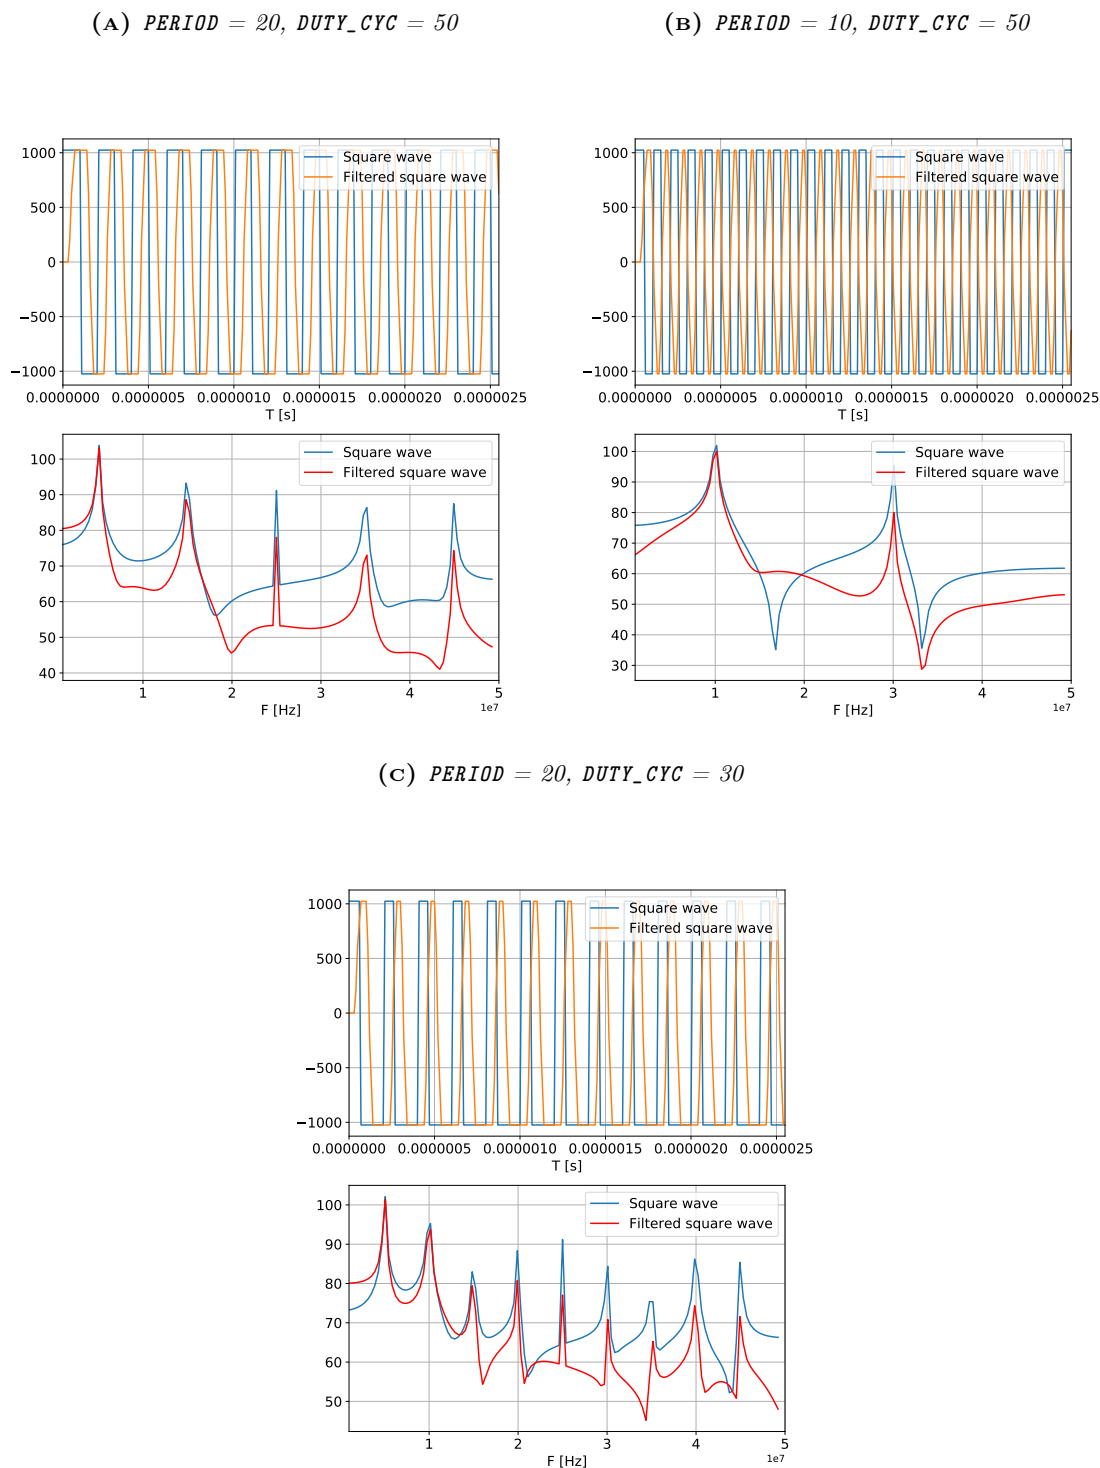 (A) PERIOD = 20, DUTY_CYC = 50
(B) PERIOD = 10, DUTY_CYC = 50
1000
500
0
−500
−1000
Square wave
Filtered square wave
0.0000000 0.0000005 0.0000010 0.0000015 0.0000020 0.0000025
T [s]
100
90
80
70
60
50
40
Square wave
Filtered square wave
1 2 3 4 5
F [Hz]
1e7
1000
500
0
−500
−1000
Square wave
Filtered square wave
0.0000000 0.0000005 0.0000010 0.0000015 0.0000020 0.0000025
T [s]
100
90
80
70
60
50
40
30
Square wave
Filtered square wave
1 2 3 4 5
F [Hz]
1e7
(C) PERIOD = 20, DUTY_CYC = 30
1000
500
0
−500
−1000
Square wave
Filtered square wave
0.0000000 0.0000005 0.0000010 0.0000015 0.0000020 0.0000025
T [s]
100
90
80
70
60
50
Square wave
Filtered square wave
1 2 3 4 5
F [Hz]
1e7